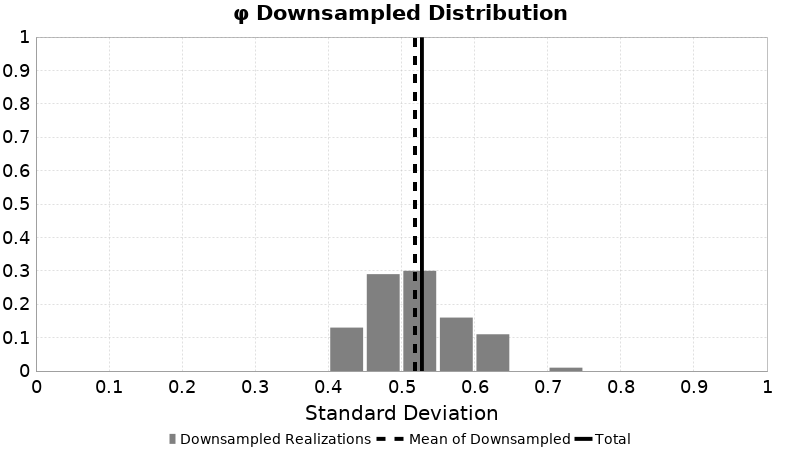 φ Downsampled Distribution
1
0.9
0.8
0.7
0.6
0.5
0.4
0.3
0.2
0.1
0
0 0.1 0.2 0.3 0.4 0.5 0.6 0.7 0.8 0.9 1
Standard Deviation
Downsampled Realizations Mean of Downsampled Total